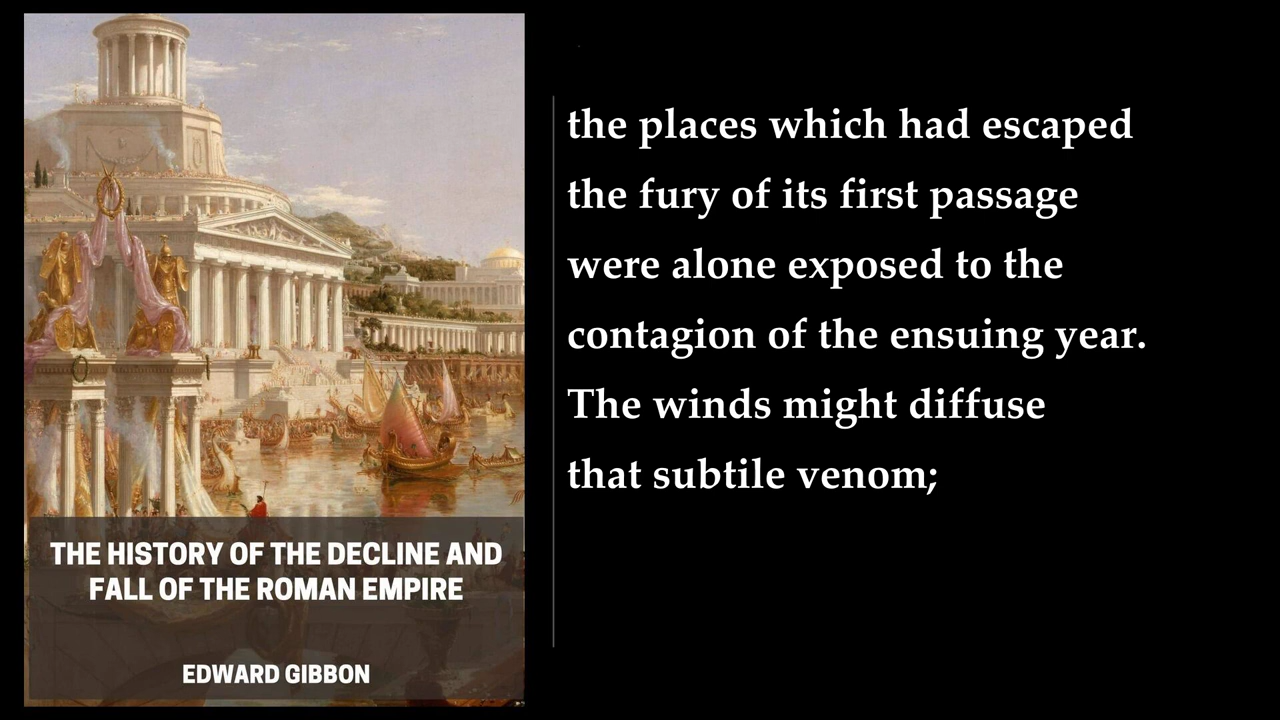 THE HISTORY OF THE DECLINE AND
FALL OF THE ROMAN EMPIRE
EDWARD GIBBON
the places which had escaped
the fury of its first passage
were alone exposed to the
contagion of the ensuing year.
The winds might diffuse
that subtile venom;